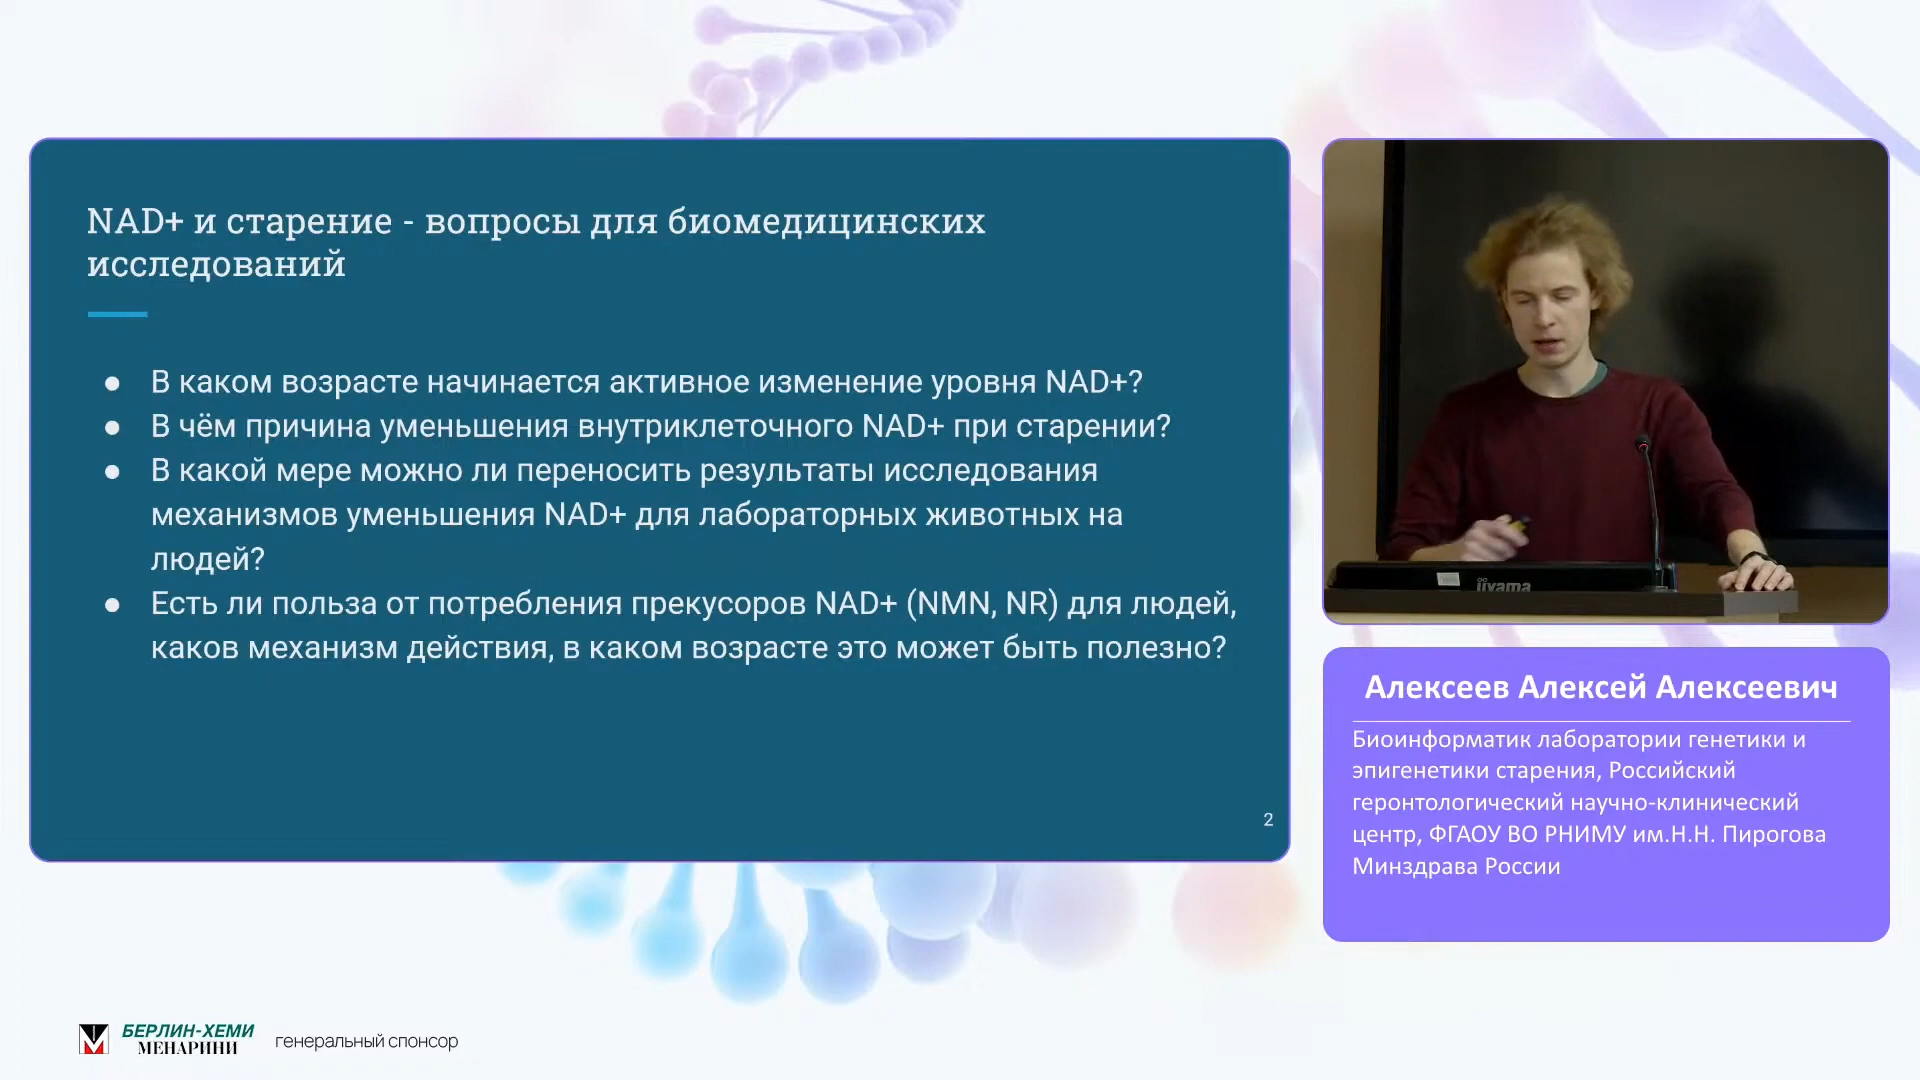 NAD+ и старение - вопросы для биомедицинских
исследований
● В каком возрасте начинается активное изменение уровня NAD+?
● В чём причина уменьшения внутриклеточного NAD+ при старении?
● В какой мере можно ли переносить результаты исследования
механизмов уменьшения NAD+ для лабораторных животных на
людей?
● Есть ли польза от потребления прекусоров NAD+ (NMN, NR) для людей,
каков механизм действия, в каком возрасте это может быть полезно?
2
iiyama
Алексеев Алексей Алексеевич
Биоинформатик лаборатории генетики и
эпигенетики старения, Российский
геронтологический научно-клинический
центр, ФГАОУ ВО РНИМУ им.Н.Н. Пирогова
Минздрава России
БЕРЛИН-ХЕМИ
МЕНАРИНИ
генеральный спонсор